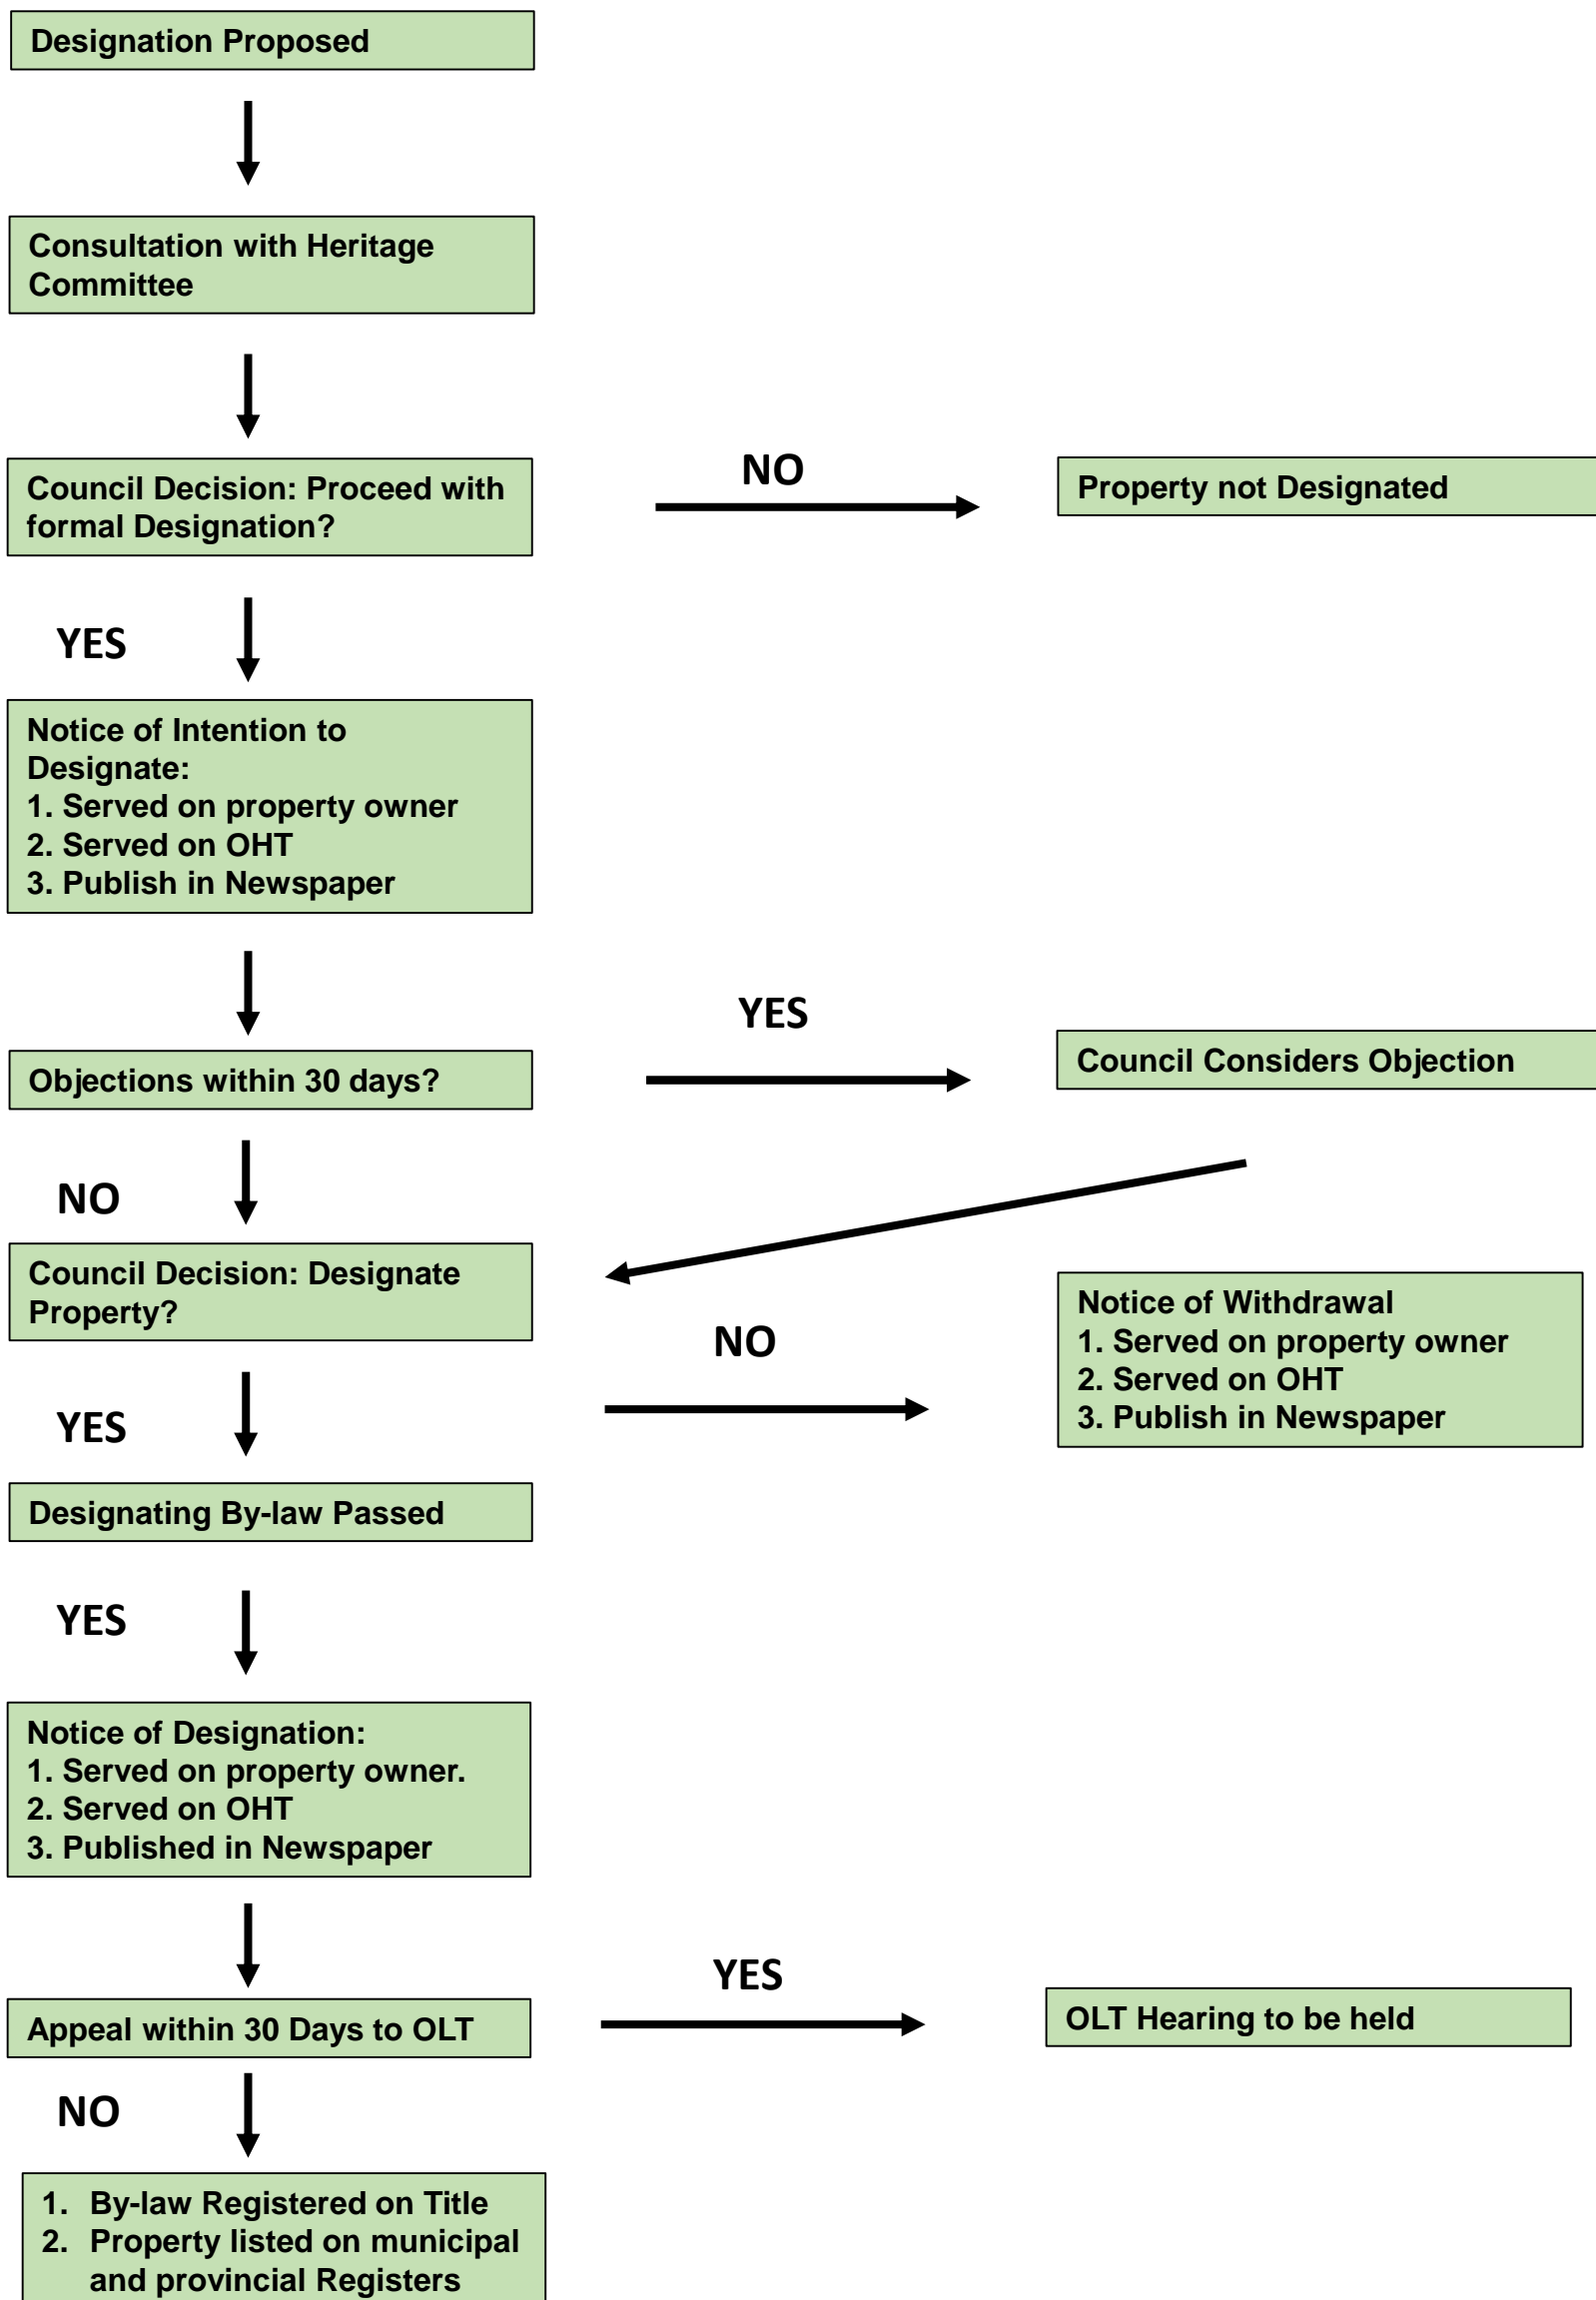 Designation Proposed
Consultation with Heritage
Committee
Council Decision: Proceed with
formal Designation?
NO
Property not Designated
YES
Notice of Intention to
Designate:
1. Served on property owner
2. Served on OHT
3. Publish in Newspaper
Objections within 30 days?
YES
Council Considers Objection
NO
Council Decision: Designate
Property?
NO
Notice of Withdrawal
1. Served on property owner
2. Served on OHT
3. Publish in Newspaper
YES
Designating By-law Passed
YES
Notice of Designation:
1. Served on property owner.
2. Served on OHT
3. Published in Newspaper
Appeal within 30 Days to OLT
YES
OLT Hearing to be held
NO
1. By-law Registered on Title
2. Property listed on municipal
and provincial Registers